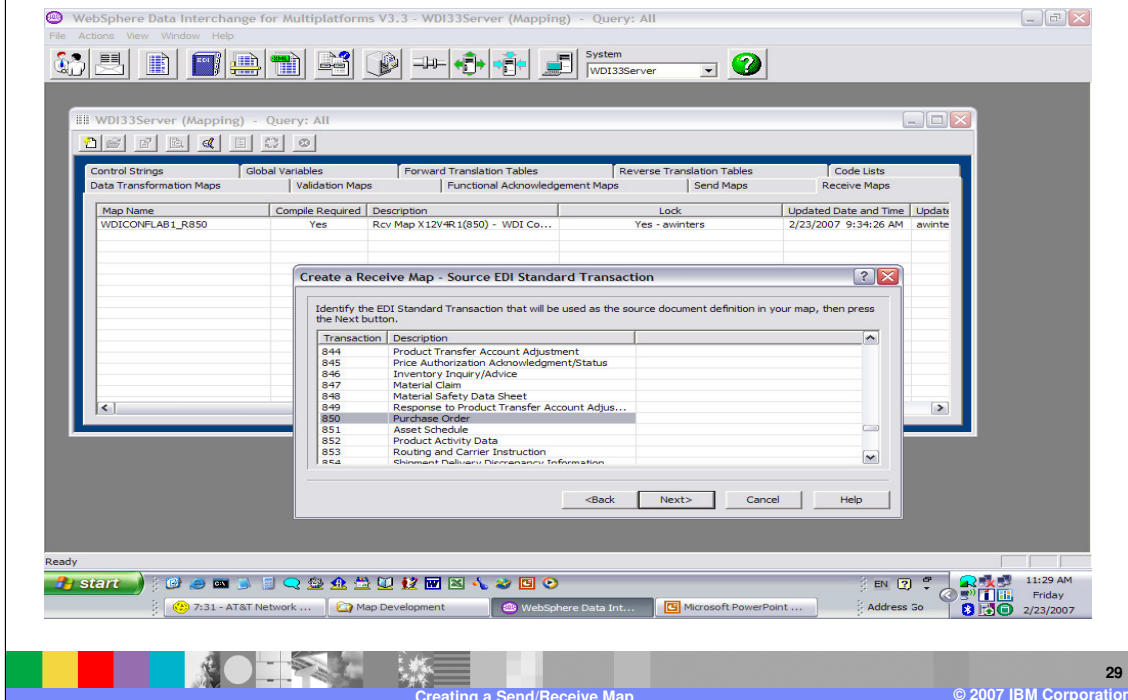 WebSphere Data Interchange for Multiplatforms V3.3 - WDI33Server (Mapping) - Query: All
File Actions View Window Help
EDI
System
WDI33Server
WDI33Server (Mapping) - Query: All
Control Strings Global Variables Forward Translation Tables Reverse Translation Tables Code Lists
Data Transformation Maps Validation Maps Functional Acknowledgement Maps Send Maps Receive Maps
Map Name Compile Required Description Lock Updated Date and Time Update
WDICONFLAB1_R850 Yes Rcv Map X12V4R1(850) - WDI Co... Yes - awinters 2/23/2007 9:34:26 AM awinte
Create a Receive Map - Source EDI Standard Transaction
Identify the EDI Standard Transaction that will be used as the source document definition in your map, then press
the Next button.
Transaction Description
844 Product Transfer Account Adjustment
845 Price Authorization Acknowledgment/Status
846 Inventory Inquiry/Advice
847 Material Claim
848 Material Safety Data Sheet
849 Response to Product Transfer Account Adjus...
850 Purchase Order
851 Asset Schedule
852 Product Activity Data
853 Routing and Carrier Instruction
854 Shipment Delivery Discrepancy Information
<Back Next> Cancel Help
Ready
start EN 11:29 AM
7:31 - AT&T Network ... Map Development WebSphere Data Int... Microsoft PowerPoint ... Address Go Friday
2/23/2007
29
Creating a Send/Receive Map © 2007 IBM Corporation